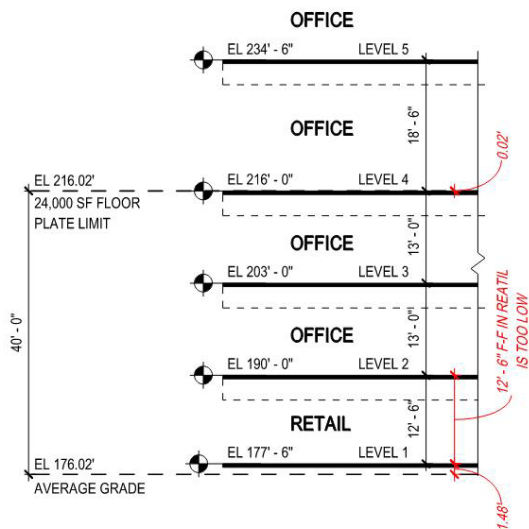 OFFICE
EL 234' - 6" LEVEL 5
OFFICE
18' - 6"
0.02'
EL 216.02'
EL 216' - 0" LEVEL 4
24,000 SF FLOOR
PLATE LIMIT
OFFICE
13' - 0"
EL 203' - 0" LEVEL 3
40' - 0"
OFFICE
13' - 0"
12' - 6" F-F IN REATIL
IS TOO LOW
EL 190' - 0" LEVEL 2
RETAIL
12' - 6"
EL 176.02'
EL 177' - 6" LEVEL 1
AVERAGE GRADE
1.48'